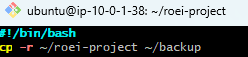 ubuntu@ip-10-0-1-38: ~/roei-project
#!/bin/bash
cp -r ~/roei-project ~/backup